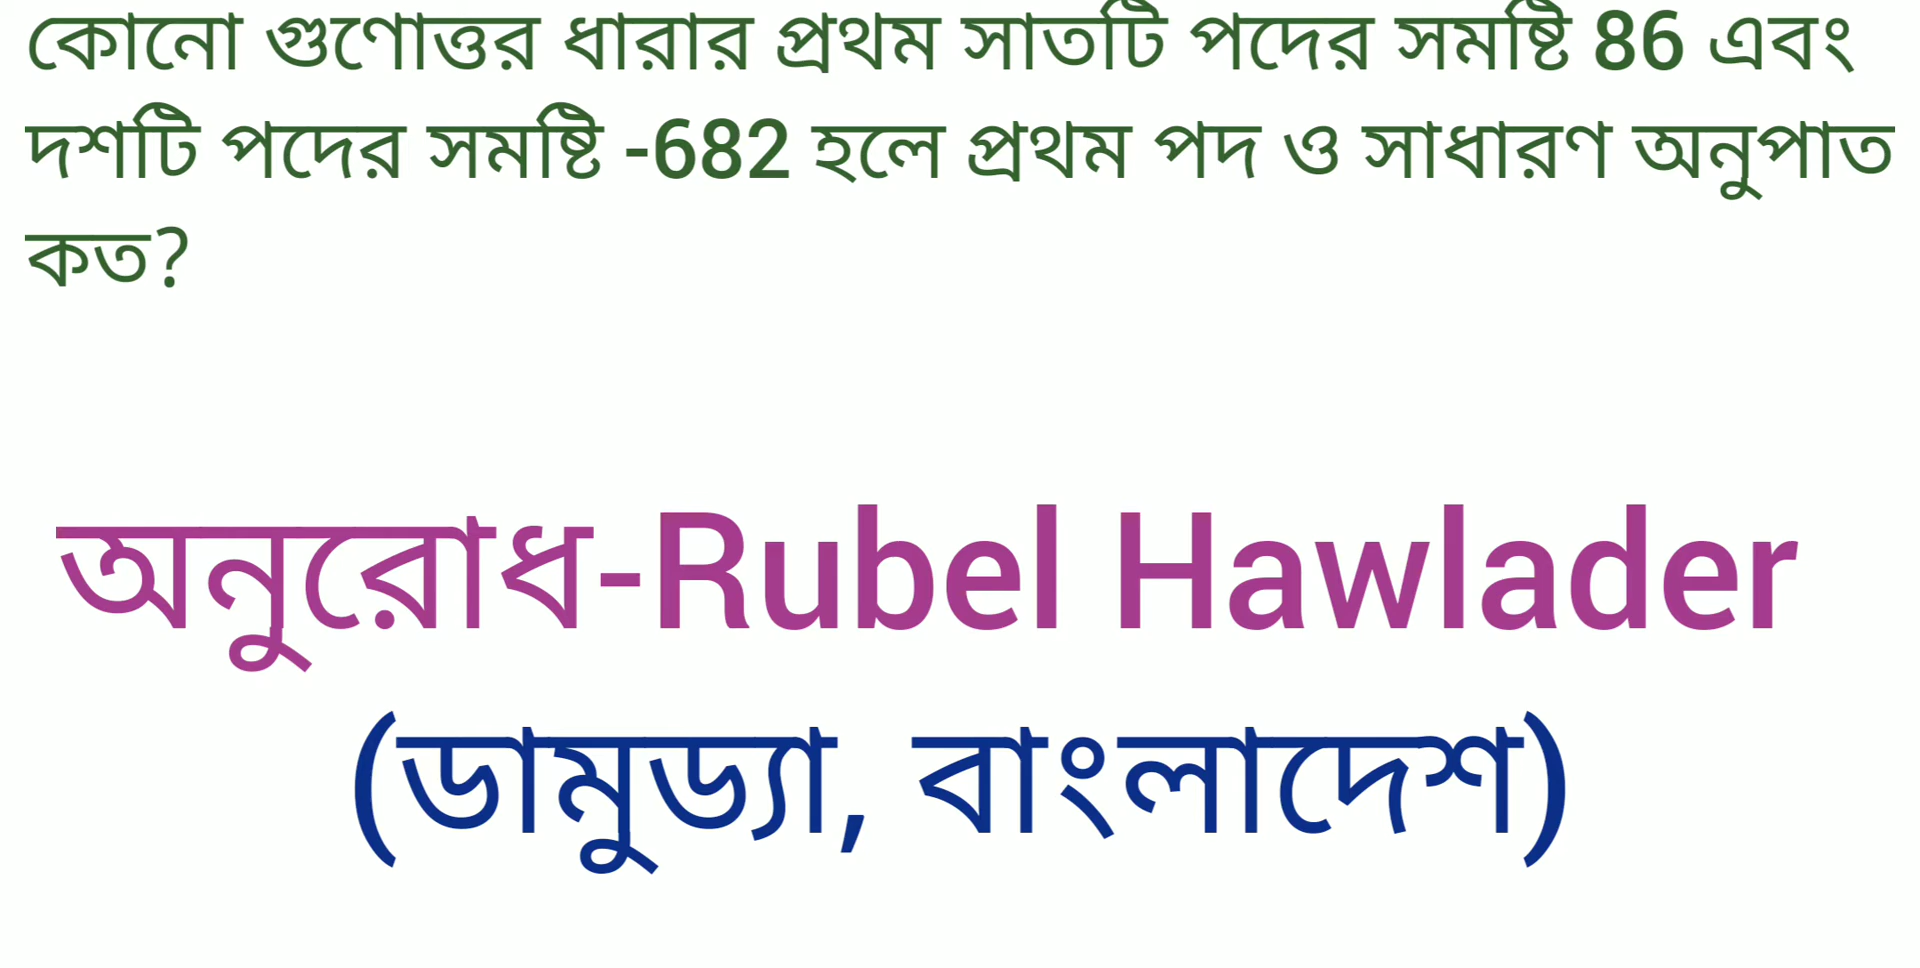 কোনো গুণোত্তর ধারার প্রথম সাতটি পদের সমষ্টি 86 এবং
দশটি পদের সমষ্টি -682 হলে প্রথম পদ ও সাধারণ অনুপাত
কত?
অনুরোধ-Rubel Hawlader
(ডামুড্যা, বাংলাদেশ)